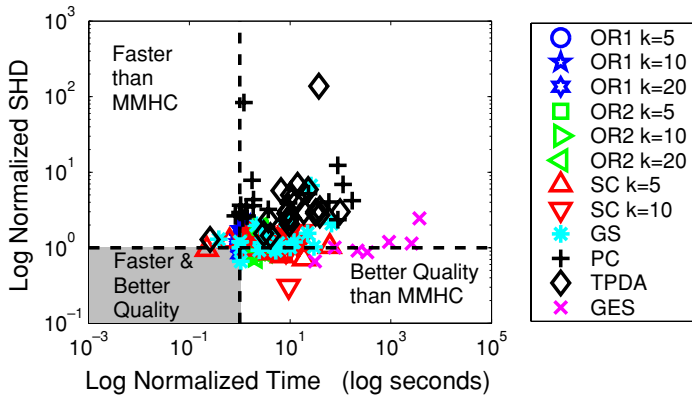 10^3
10^2
10^1
10^0
10^-1
Log Normalized SHD
Faster
than
MMHC
Faster &
Better
Quality
Better Quality
than MMHC
10^-3
10^-1
10^1
10^3
10^5
Log Normalized Time (log seconds)
OR1 k=5
OR1 k=10
OR1 k=20
OR2 k=5
OR2 k=10
OR2 k=20
SC k=5
SC k=10
GS
PC
TPDA
GES